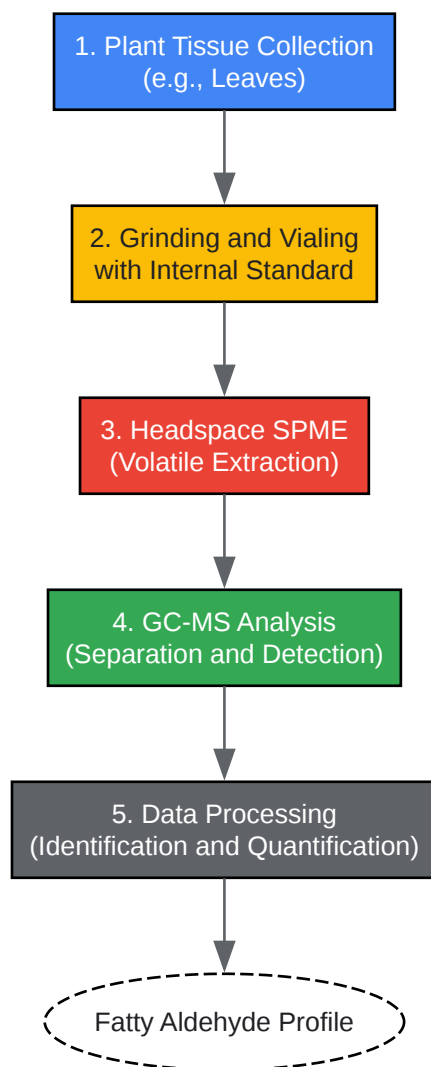 1. Plant Tissue Collection
(e.g., Leaves)
2. Grinding and Vialing
with Internal Standard
3. Headspace SPME
(Volatile Extraction)
4. GC-MS Analysis
(Separation and Detection)
5. Data Processing
(Identification and Quantification)
Fatty Aldehyde Profile